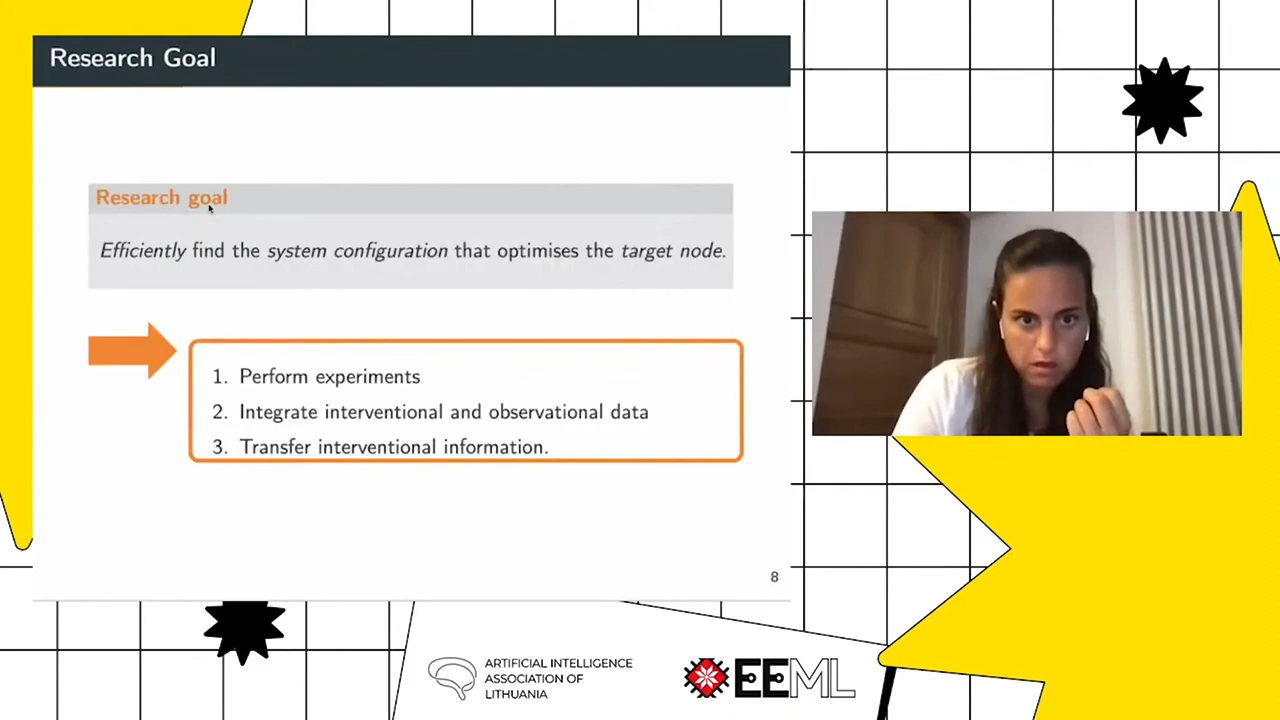 Research Goal
Research goal
Efficiently find the system configuration that optimises the target node.
1. Perform experiments
2. Integrate interventional and observational data
3. Transfer interventional information.
8
ARTIFICIAL INTELLIGENCE
ASSOCIATION OF
LITHUANIA
EEML